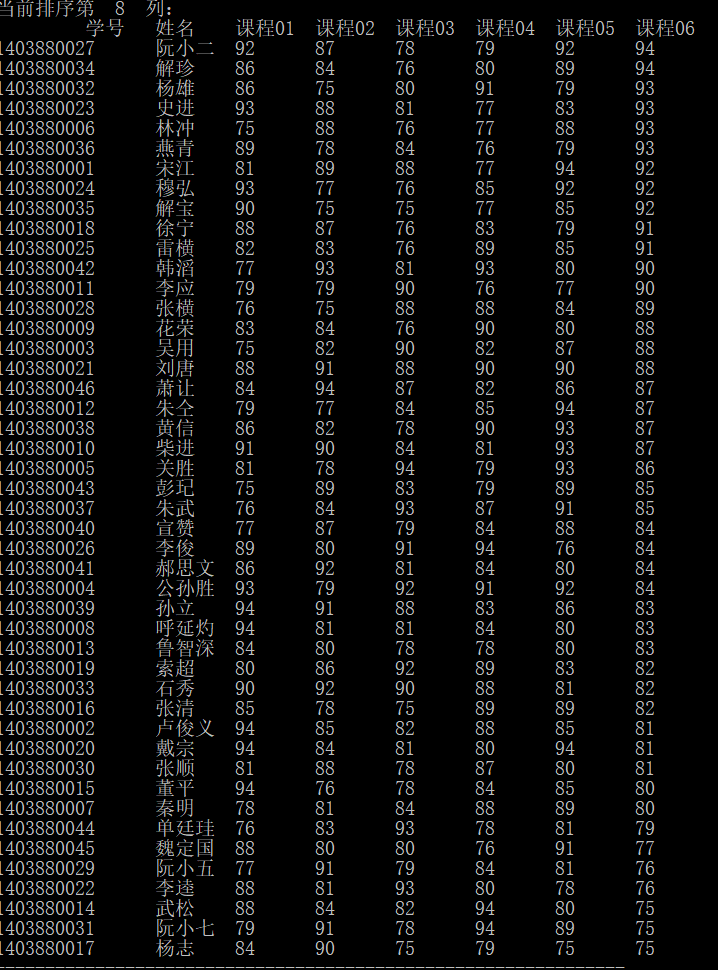 当前排序第  8  列:
学号 姓名 课程01 课程02 课程03 课程04 课程05 课程06
1403880027 阮小二 92 87 78 79 92 94
1403880034 解珍 86 84 76 80 89 94
1403880032 杨雄 86 75 80 91 79 93
1403880023 史进 93 88 81 77 83 93
1403880006 林冲 75 88 76 77 88 93
1403880036 燕青 89 78 84 76 79 93
1403880001 宋江 81 89 88 77 94 92
1403880024 穆弘 93 77 76 85 92 92
1403880035 解宝 90 75 75 77 85 92
1403880018 徐宁 88 87 76 83 79 91
1403880025 雷横 82 83 76 89 85 91
1403880042 韩滔 77 93 81 93 80 90
1403880011 李应 79 79 90 76 77 90
1403880028 张横 76 75 88 88 84 89
1403880009 花荣 83 84 76 90 80 88
1403880003 吴用 75 82 90 82 87 88
1403880021 刘唐 88 91 88 90 90 88
1403880046 萧让 84 94 87 82 86 87
1403880012 朱仝 79 77 84 85 94 87
1403880038 黄信 86 82 78 90 93 87
1403880010 柴进 91 90 84 81 93 87
1403880005 关胜 81 78 94 79 93 86
1403880043 彭玘 75 89 83 79 89 85
1403880037 朱武 76 84 93 87 91 85
1403880040 宣赞 77 87 79 84 88 84
1403880026 李俊 89 80 91 94 76 84
1403880041 郝思文 86 92 81 84 80 84
1403880004 公孙胜 93 79 92 91 92 84
1403880039 孙立 94 91 88 83 86 83
1403880008 呼延灼 94 81 81 84 80 83
1403880013 鲁智深 84 80 78 78 80 83
1403880019 索超 80 86 92 89 83 82
1403880033 石秀 90 92 90 88 81 82
1403880016 张清 85 78 75 89 89 82
1403880002 卢俊义 94 85 82 88 85 81
1403880020 戴宗 94 84 81 80 94 81
1403880030 张顺 81 88 78 87 80 81
1403880015 董平 94 76 78 84 85 80
1403880007 秦明 78 81 84 88 89 80
1403880044 单廷珪 76 83 93 78 81 79
1403880045 魏定国 88 80 80 76 91 77
1403880029 阮小五 77 91 79 84 81 76
1403880022 李逵 88 81 93 80 78 76
1403880014 武松 88 84 82 94 80 75
1403880031 阮小七 79 91 78 94 89 75
1403880017 杨志 84 90 75 79 75 75